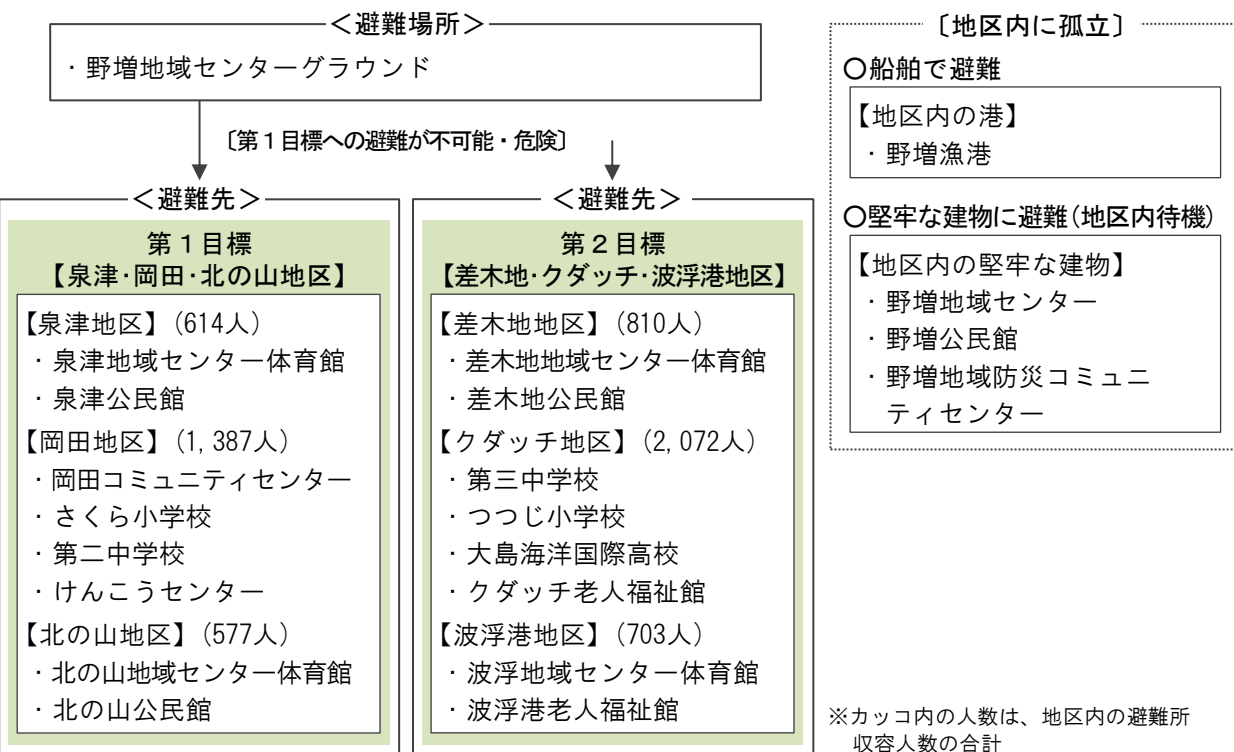 ＜避難場所＞
・野増地域センターグラウンド
〔第１目標への避難が不可能・危険〕
＜避難先＞
第１目標
【泉津・岡田・北の山地区】
【泉津地区】(614人)
・泉津地域センター体育館
・泉津公民館
【岡田地区】(1,387人)
・岡田コミュニティセンター
・さくら小学校
・第二中学校
・けんこうセンター
【北の山地区】(577人)
・北の山地域センター体育館
・北の山公民館
＜避難先＞
第２目標
【差木地・クダッチ・波浮港地区】
【差木地地区】(810人)
・差木地地域センター体育館
・差木地公民館
【クダッチ地区】(2,072人)
・第三中学校
・つつじ小学校
・大島海洋国際高校
・クダッチ老人福祉館
【波浮港地区】(703人)
・波浮地域センター体育館
・波浮港老人福祉館
〔地区内に孤立〕
○船舶で避難
【地区内の港】
・野増漁港
○堅牢な建物に避難(地区内待機)
【地区内の堅牢な建物】
・野増地域センター
・野増公民館
・野増地域防災コミュニ
ティセンター
※カッコ内の人数は、地区内の避難所
収容人数の合計